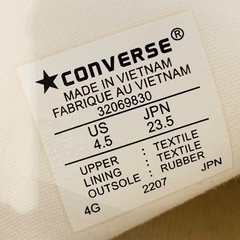 ★CONVERSE®
MADE IN VIETNAM
FABRIQUE AU VIETNAM
32069830
US JPN
4.5 23.5
UPPER : TEXTILE
LINING : TEXTILE
OUTSOLE : RUBBER
4G 2207 JPN